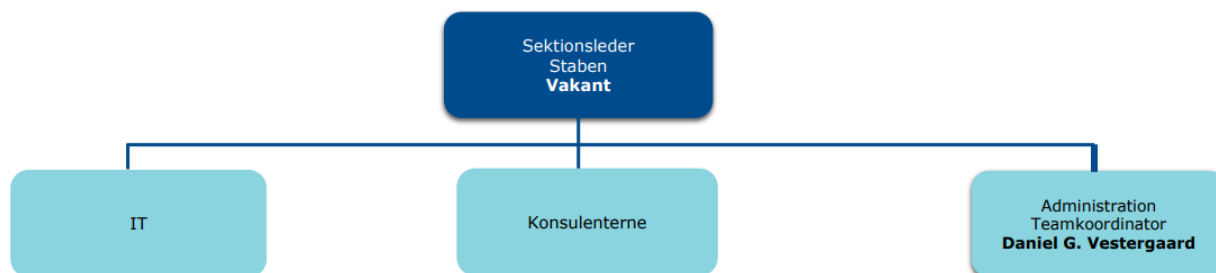 Sektionsleder
Staben
Vakant
IT
Konsulenterne
Administration
Teamkoordinator
Daniel G. Vestergaard